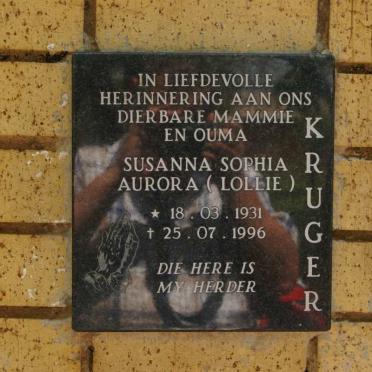 IN LIEFDEVOLLE
HERINNERING AAN ONS
DIERBARE MAMMIE
EN OUMA
SUSANNA SOPHIA
AURORA ( LOLLIE )
★ 18 . 03 . 1931
† 25 . 07 . 1996
DIE HERE IS
MY HERDER
KRUGER